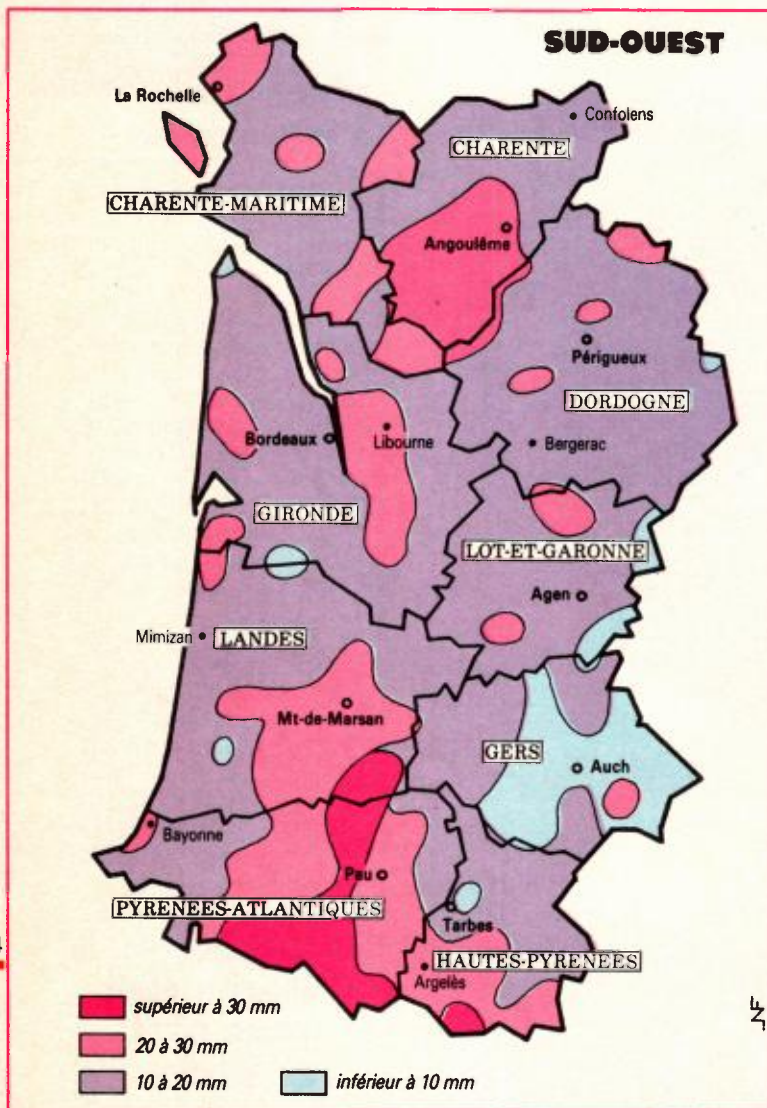 SUD-OUEST
La Rochelle
Confolens
CHARENTE
CHARENTE-MARITIME
Angoulême
Périgueux
DORDOGNE
Bordeaux
Libourne
Bergerac
GIRONDE
LOT-ET-GARONNE
Agen
Mimizan
LANDES
Mt-de-Marsan
GERS
Auch
Bayonne
Pau
PYRENEES-ATLANTIQUES
Tarbes
HAUTES-PYRENEES
Argelès
supérieur à 30 mm
20 à 30 mm
10 à 20 mm
inférieur à 10 mm